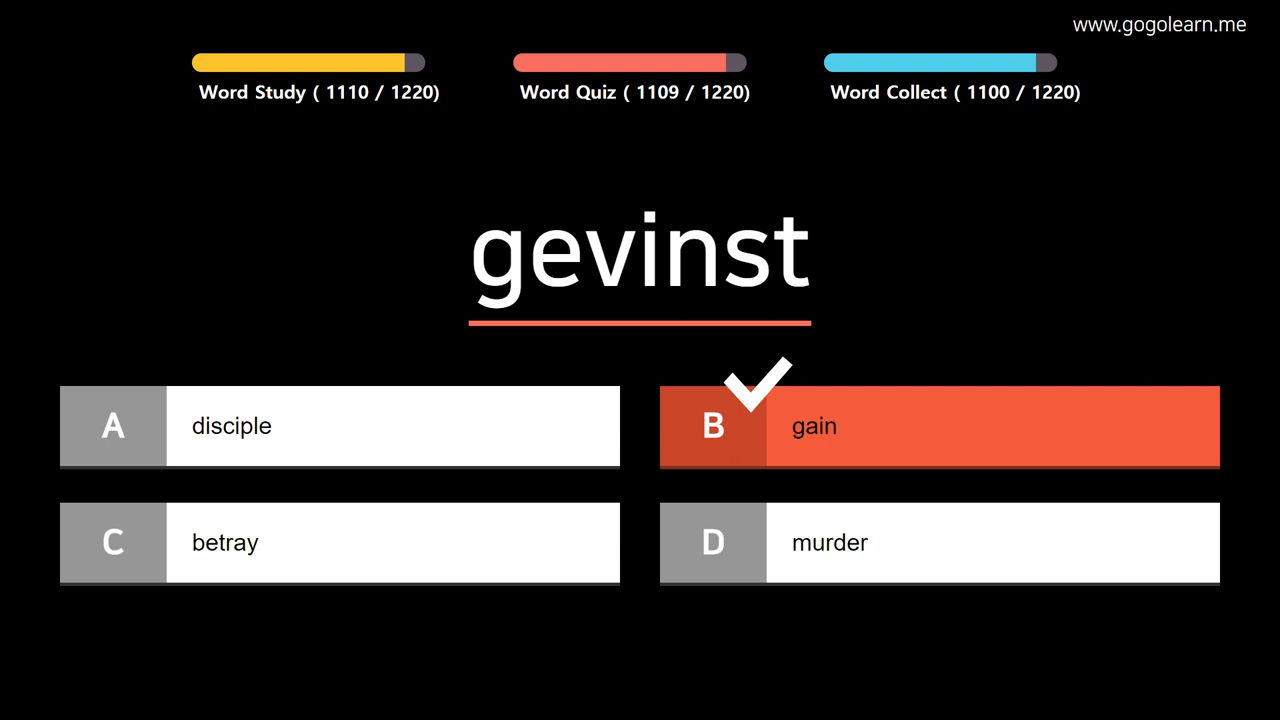 www.gogolearn.me
Word Study ( 1110 / 1220)
Word Quiz ( 1109 / 1220)
Word Collect ( 1100 / 1220)
gevinst
A disciple
B gain
C betray
D murder